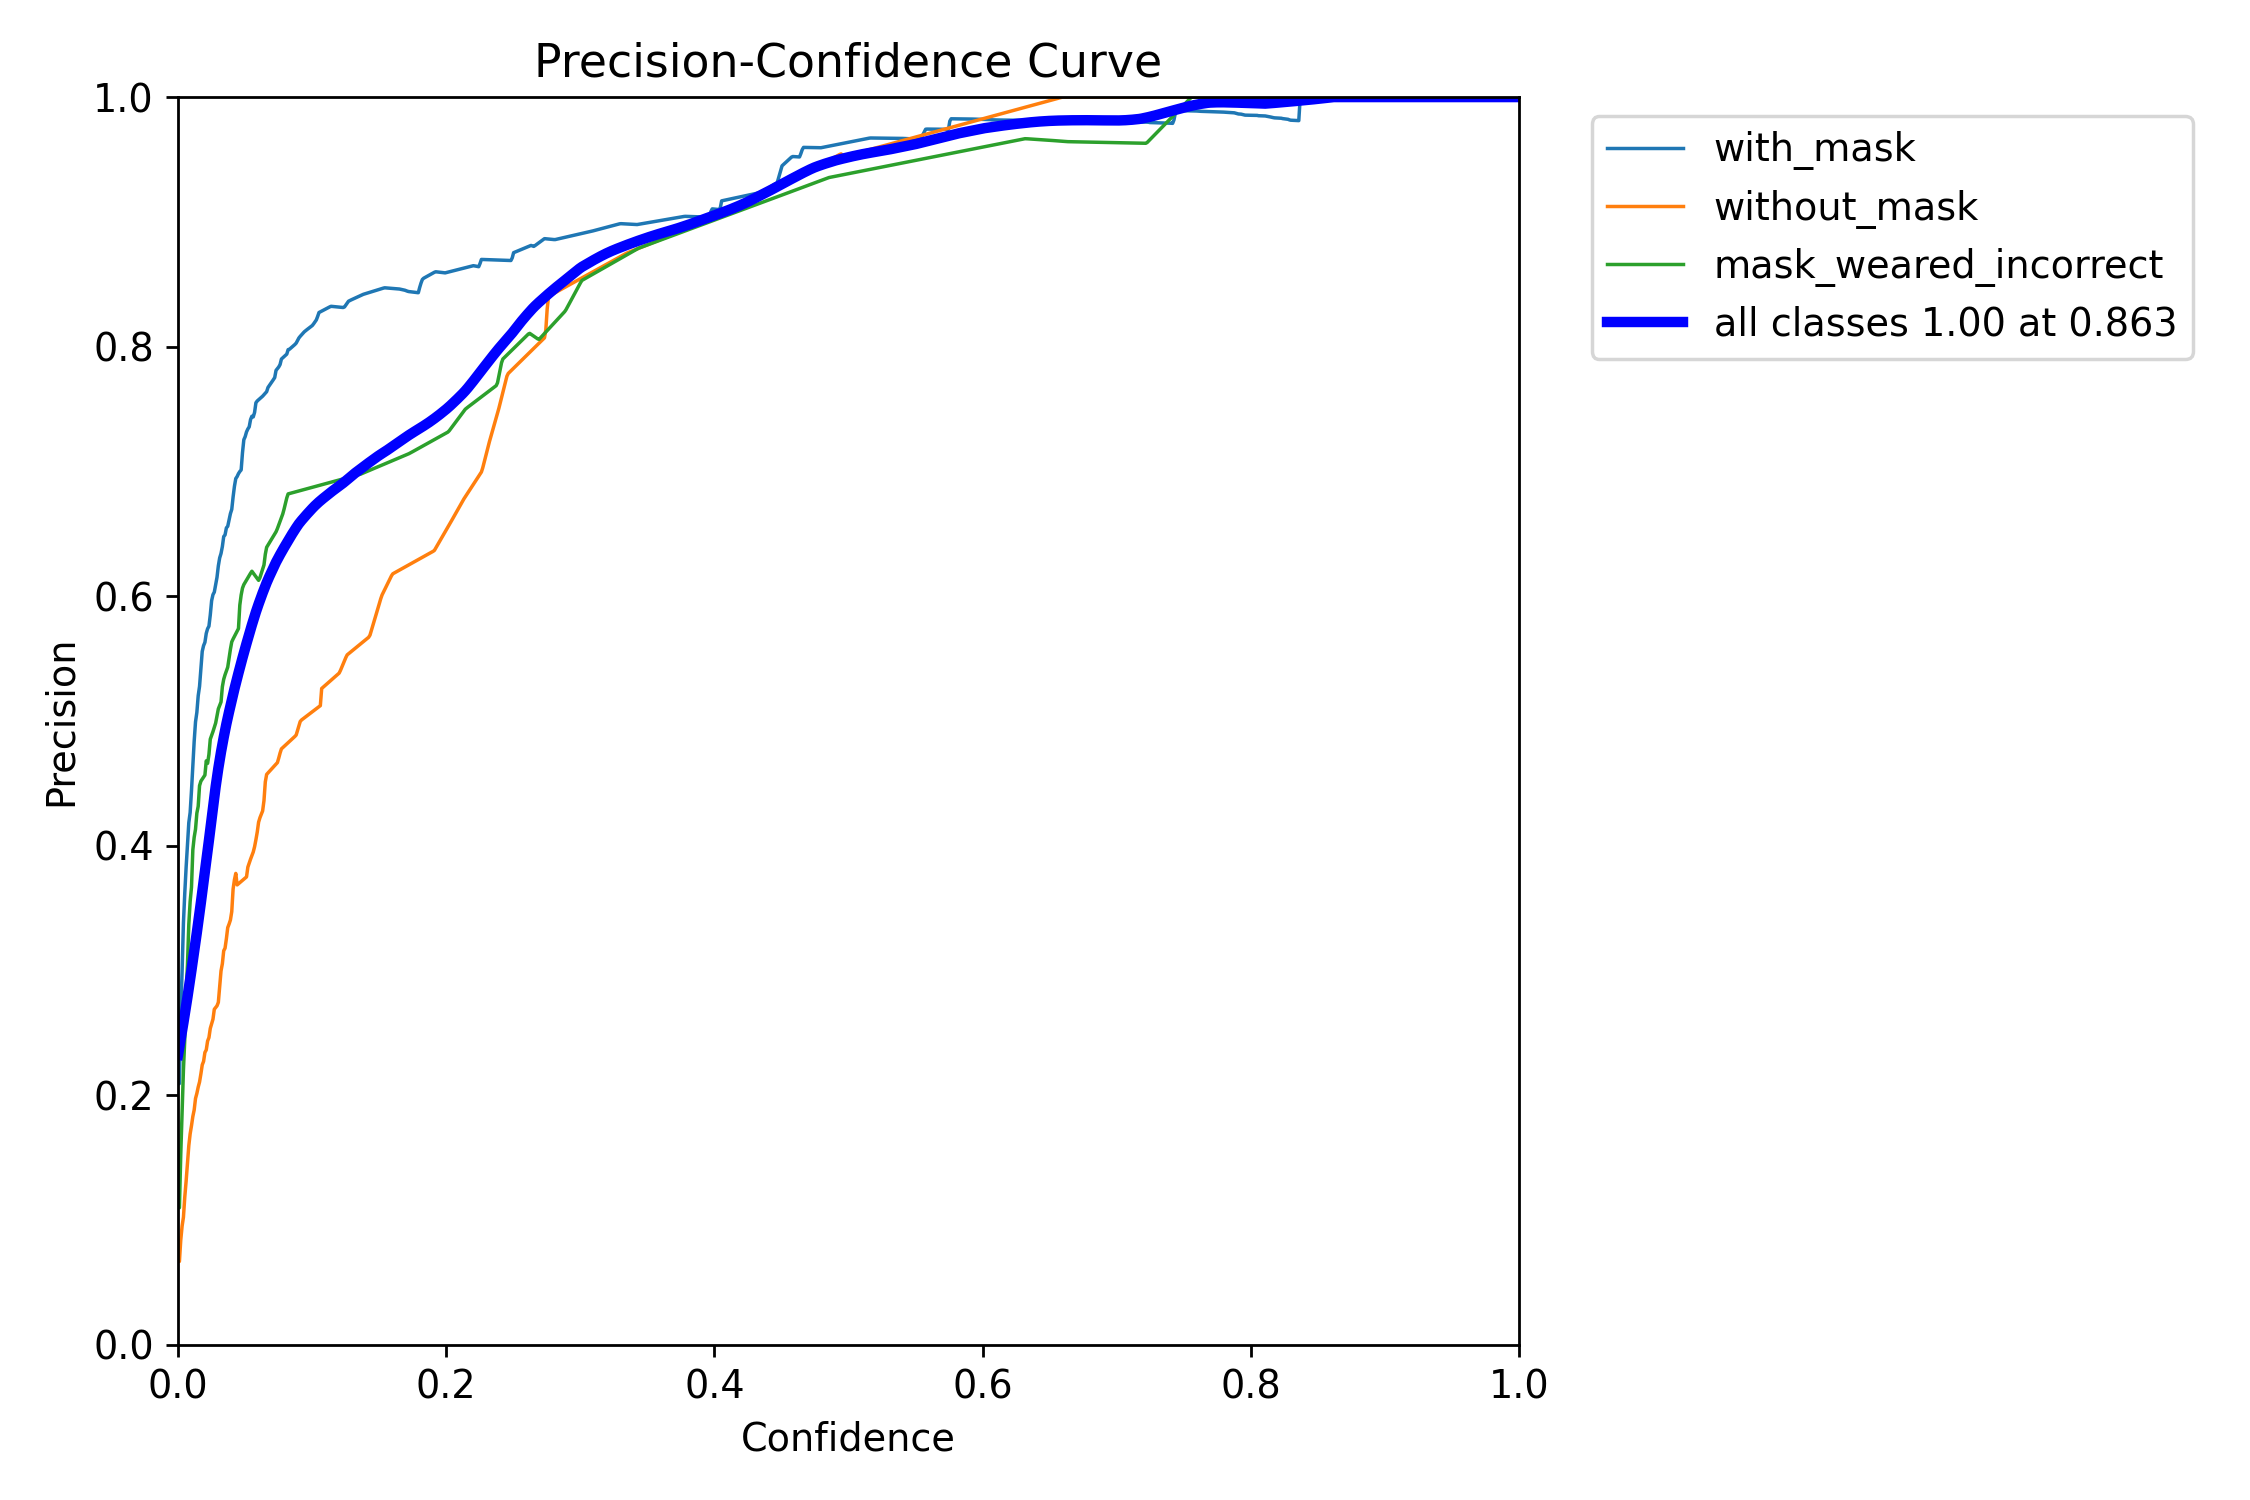 Precision-Confidence Curve
1.0
0.8
0.6
0.4
0.2
0.0
Precision
0.0 0.2 0.4 0.6 0.8 1.0
Confidence
with_mask
without_mask
mask_weared_incorrect
all classes 1.00 at 0.863